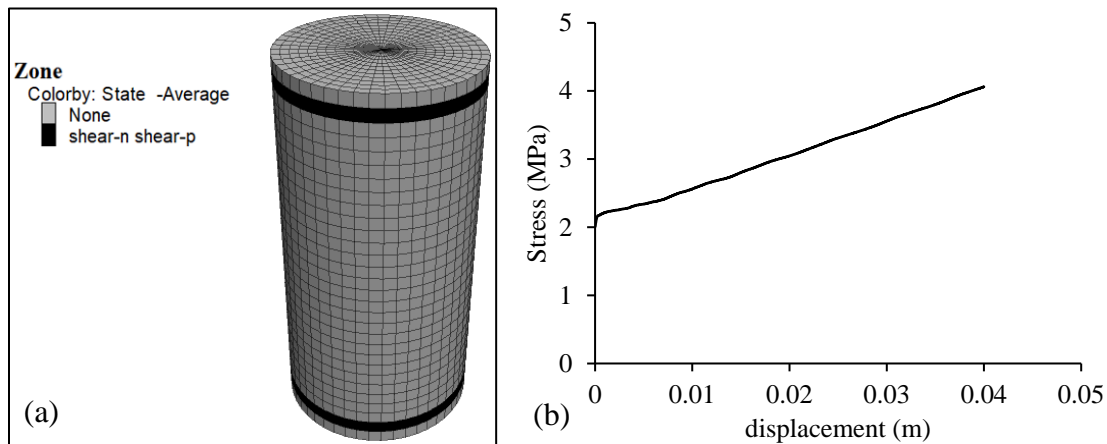 Zone
Colorby: State -Average
None
shear-n shear-p
(a)
5
4
3
2
1
0
Stress (MPa)
0
0.01
0.02
0.03
0.04
0.05
displacement (m)
(b)